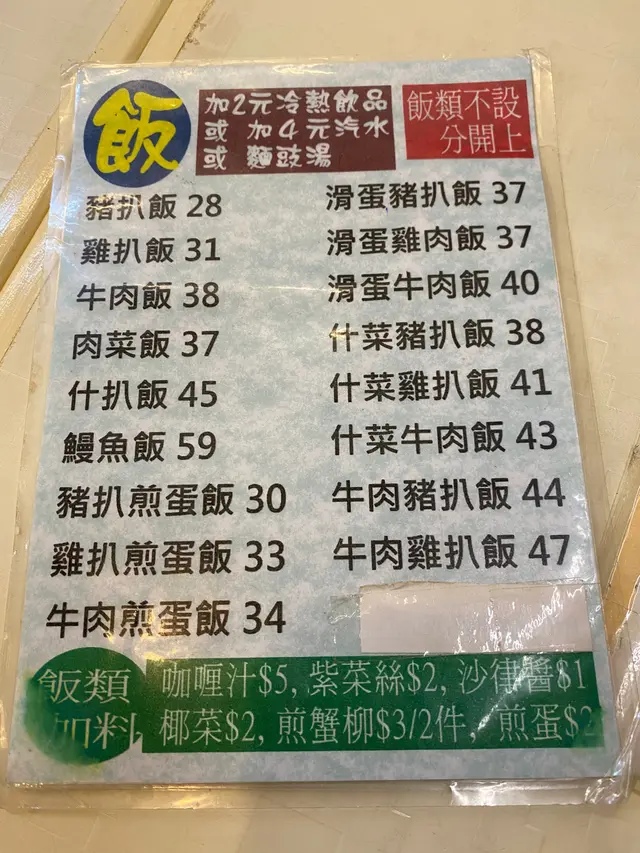 飯
加2元冷熱飲品
或 加4元汽水
或 麵豉湯
飯類不設
分開上
豬扒飯 28
雞扒飯 31
牛肉飯 38
肉菜飯 37
什扒飯 45
鰻魚飯 59
豬扒煎蛋飯 30
雞扒煎蛋飯 33
牛肉煎蛋飯 34
滑蛋豬扒飯 37
滑蛋雞肉飯 37
滑蛋牛肉飯 40
什菜豬扒飯 38
什菜雞扒飯 41
什菜牛肉飯 43
牛肉豬扒飯 44
牛肉雞扒飯 47
飯類
加料
咖喱汁$5, 紫菜絲$2, 沙律醬$1
椰菜$2, 煎蟹柳$3/2件, 煎蛋$2